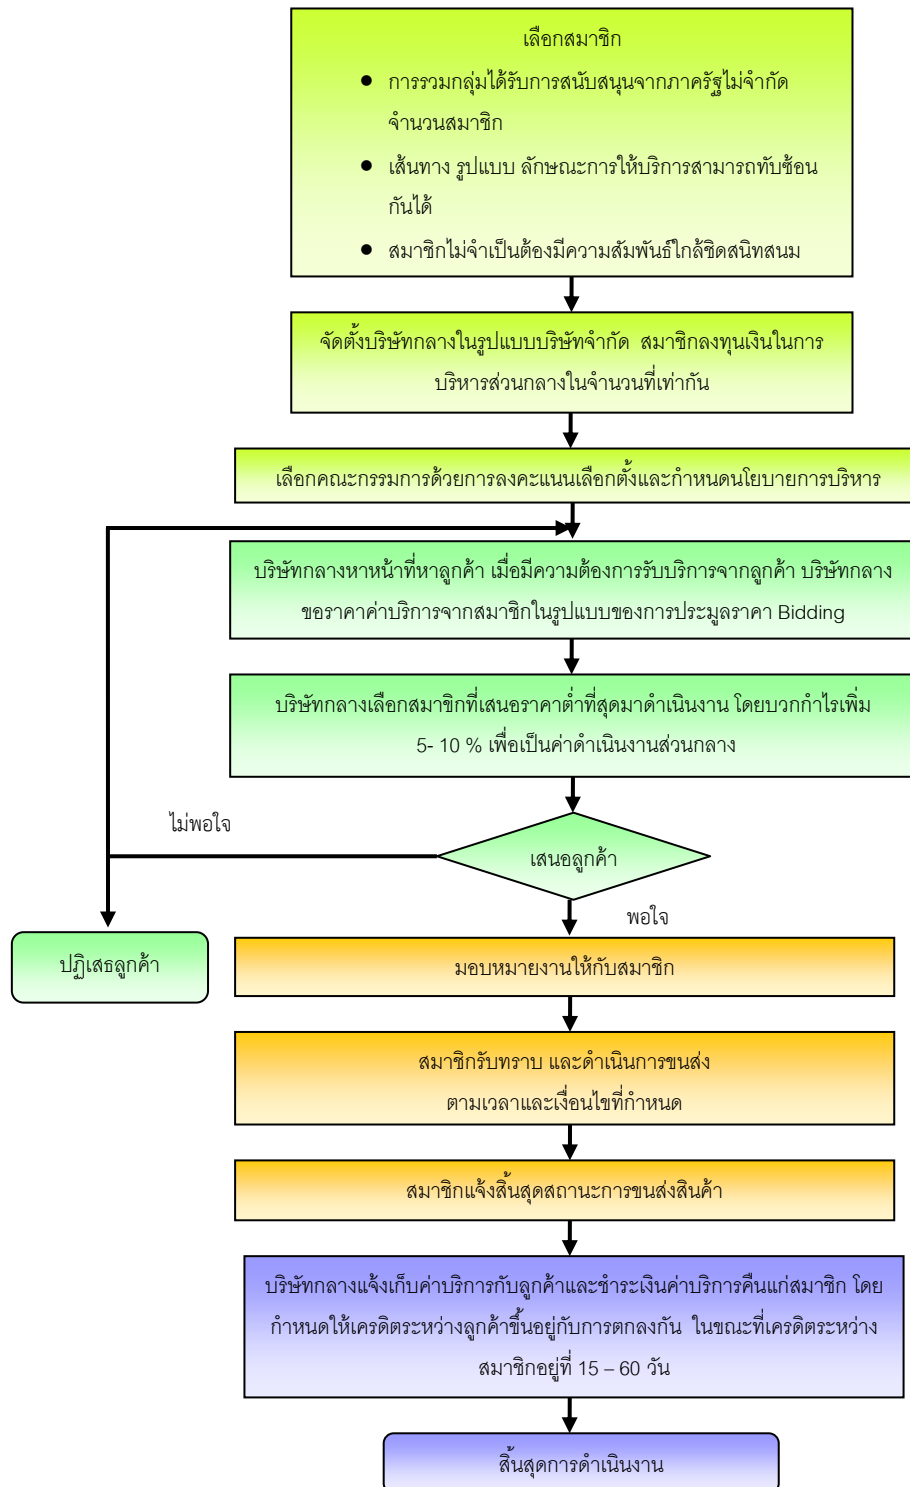 เลือกสมาชิก
● การรวมกลุ่มได้รับการสนับสนุนจากภาครัฐไม่จำกัด
จำนวนสมาชิก
● เส้นทาง รูปแบบ ลักษณะการให้บริการสามารถทับซ้อน
กันได้
● สมาชิกไม่จำเป็นต้องมีความสัมพันธ์ใกล้ชิดสนิทสนม
จัดตั้งบริษัทกลางในรูปแบบบริษัทจำกัด สมาชิกลงทุนเงินในการ
บริหารส่วนกลางในจำนวนที่เท่ากัน
เลือกคณะกรรมการด้วยการลงคะแนนเลือกตั้งและกำหนดนโยบายการบริหาร
บริษัทกลางหาหน้าที่หาลูกค้า เมื่อมีความต้องการรับบริการจากลูกค้า บริษัทกลาง
ขอราคาค่าบริการจากสมาชิกในรูปแบบของการประมูลราคา Bidding
บริษัทกลางเลือกสมาชิกที่เสนอราคาต่ำที่สุดมาดำเนินงาน โดยบวกกำไรเพิ่ม
5- 10 % เพื่อเป็นค่าดำเนินงานส่วนกลาง
ไม่พอใจ
เสนอลูกค้า
พอใจ
ปฏิเสธลูกค้า
มอบหมายงานให้กับสมาชิก
สมาชิกรับทราบ และดำเนินการขนส่ง
ตามเวลาและเงื่อนไขที่กำหนด
สมาชิกแจ้งสิ้นสุดสถานะการขนส่งสินค้า
บริษัทกลางแจ้งเก็บค่าบริการกับลูกค้าและชำระเงินค่าบริการคืนแก่สมาชิก โดย
กำหนดให้เครดิตระหว่างลูกค้าขึ้นอยู่กับการตกลงกัน ในขณะที่เครดิตระหว่าง
สมาชิกอยู่ที่ 15 – 60 วัน
สิ้นสุดการดำเนินงาน